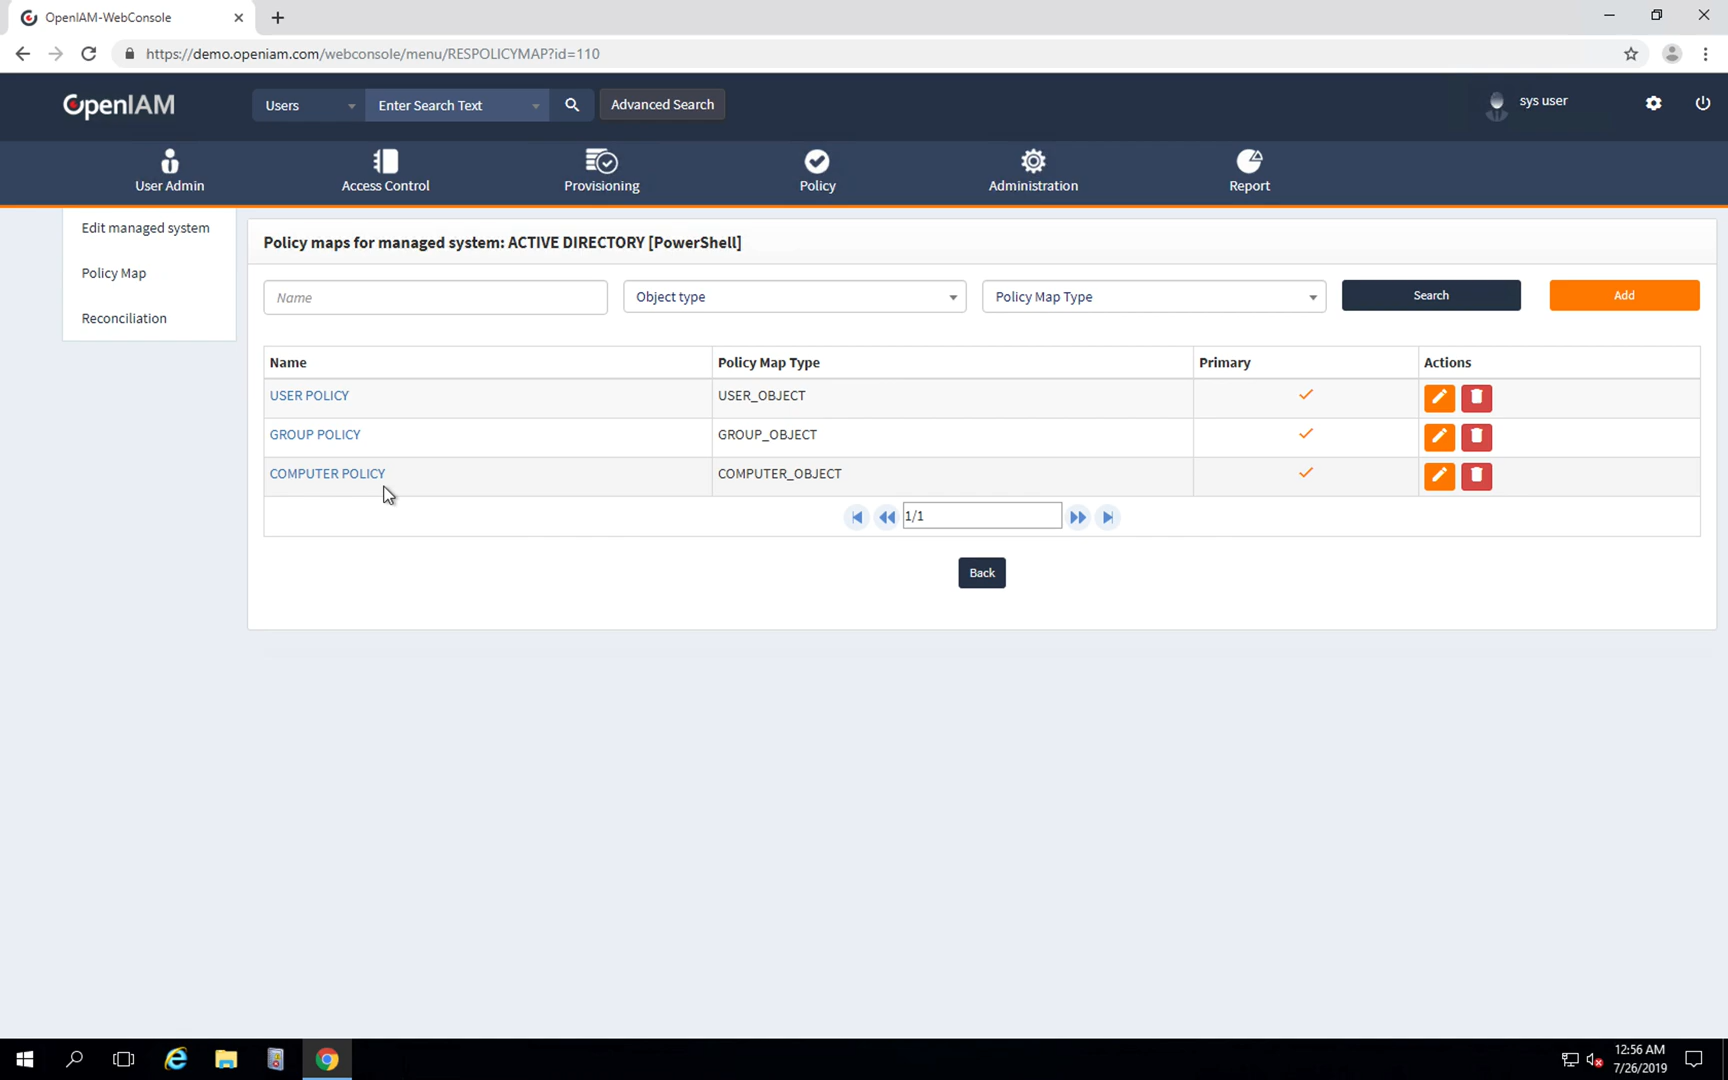 OpenIAM-WebConsole
https://demo.openiam.com/webconsole/menu/RESPOLICYMAP?id=110
OpenIAM
Users
Enter Search Text
Advanced Search
sys user
User Admin
Access Control
Provisioning
Policy
Administration
Report
Edit managed system
Policy Map
Reconciliation
Policy maps for managed system: ACTIVE DIRECTORY [PowerShell]
Name
Object type
Policy Map Type
Search
Add
Name Policy Map Type Primary Actions
USER POLICY USER_OBJECT
GROUP POLICY GROUP_OBJECT
COMPUTER POLICY COMPUTER_OBJECT
1/1
Back
12:56 AM
7/26/2019